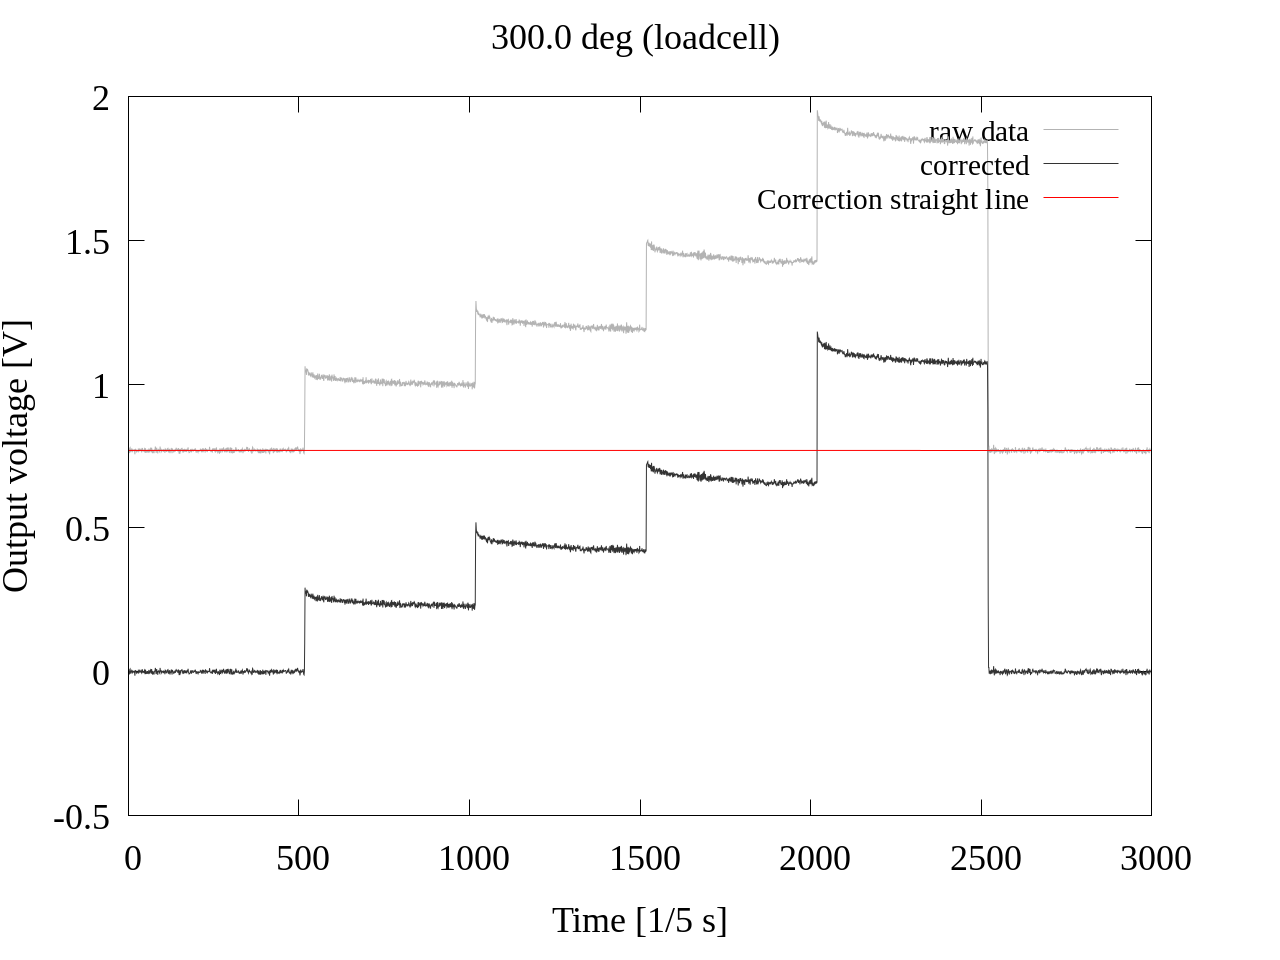 300.0 deg (loadcell)
raw data
corrected
Correction straight line
2
1.5
1
0.5
0
-0.5
0 500 1000 1500 2000 2500 3000
Output voltage [V]
Time [1/5 s]